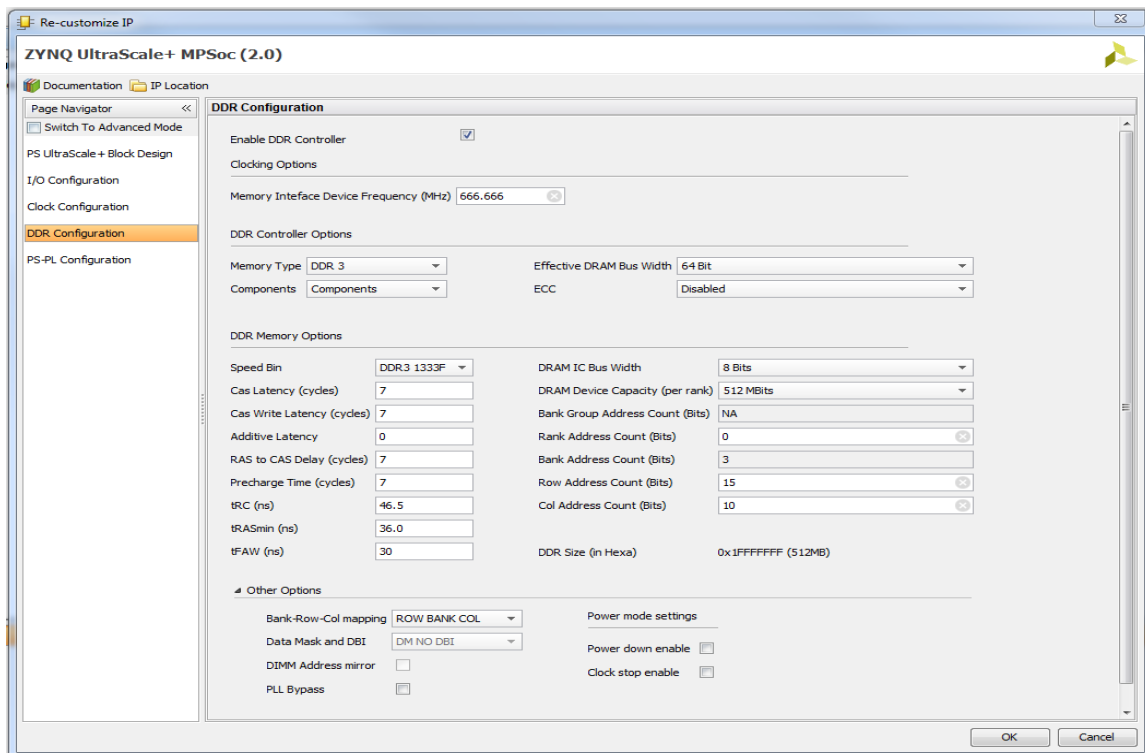 Re-customize IP
ZYNQ UltraScale+ MPSoc (2.0)
Documentation IP Location
Page Navigator «
Switch To Advanced Mode
PS UltraScale+ Block Design
I/O Configuration
Clock Configuration
DDR Configuration
PS-PL Configuration
DDR Configuration
Enable DDR Controller
Clocking Options
Memory Inteface Device Frequency (MHz) 666.666
DDR Controller Options
Memory Type DDR 3 Effective DRAM Bus Width 64 Bit
Components Components ECC Disabled
DDR Memory Options
Speed Bin DDR3 1333F DRAM IC Bus Width 8 Bits
Cas Latency (cycles) 7 DRAM Device Capacity (per rank) 512 MBits
Cas Write Latency (cycles) 7 Bank Group Address Count (Bits) NA
Additive Latency 0 Rank Address Count (Bits) 0
RAS to CAS Delay (cycles) 7 Bank Address Count (Bits) 3
Precharge Time (cycles) 7 Row Address Count (Bits) 15
tRC (ns) 46.5 Col Address Count (Bits) 10
tRASmin (ns) 36.0
tFAW (ns) 30 DDR Size (in Hexa) 0x1FFFFFFF (512MB)
Other Options
Bank-Row-Col mapping ROW BANK COL Power mode settings
Data Mask and DBI DM NO DBI
Power down enable
DIMM Address mirror
Clock stop enable
PLL Bypass
OK Cancel